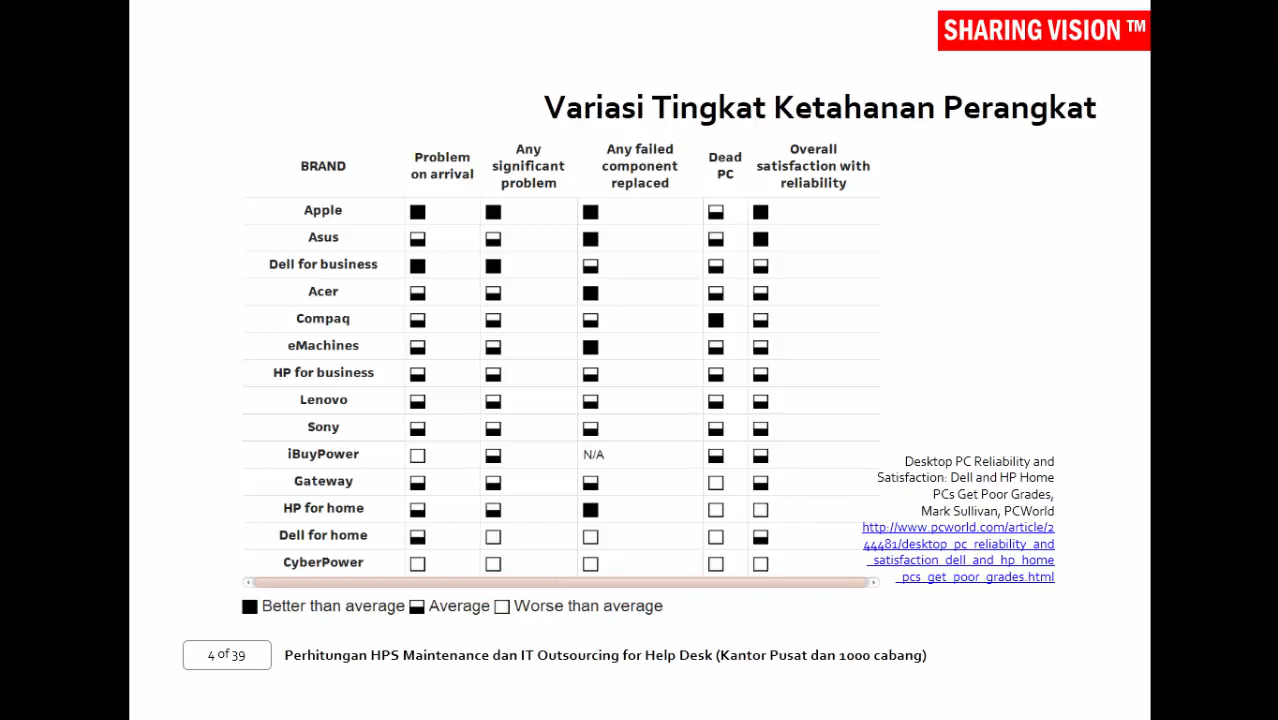 SHARING VISION ™
Variasi Tingkat Ketahanan Perangkat
BRAND
Problem
on arrival
Any
significant
problem
Any failed
component
replaced
Dead
PC
Overall
satisfaction with
reliability
Apple
Asus
Dell for business
Acer
Compaq
eMachines
HP for business
Lenovo
Sony
iBuyPower N/A
Gateway
HP for home
Dell for home
CyberPower
Desktop PC Reliability and
Satisfaction: Dell and HP Home
PCs Get Poor Grades,
Mark Sullivan, PCWorld
http://www.pcworld.com/article/2
44481/desktop_pc_reliability_and
_satisfaction_dell_and_hp_home
_pcs_get_poor_grades.html
Better than average Average Worse than average
4 of 39
Perhitungan HPS Maintenance dan IT Outsourcing for Help Desk (Kantor Pusat dan 1000 cabang)